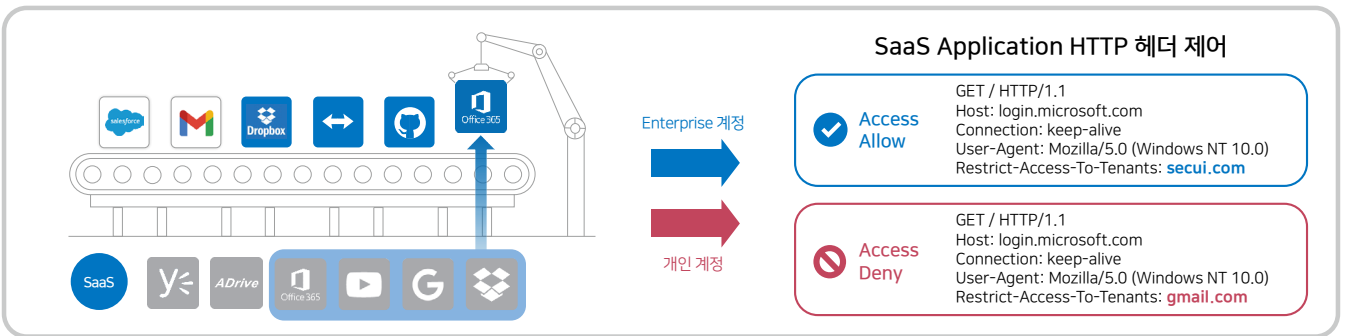 SaaS Application HTTP 헤더 제어
salesforce
Dropbox
Office 365
Enterprise 계정
개인 계정
Access
Allow
GET / HTTP/1.1
Host: login.microsoft.com
Connection: keep-alive
User-Agent: Mozilla/5.0 (Windows NT 10.0)
Restrict-Access-To-Tenants: secui.com
Access
Deny
GET / HTTP/1.1
Host: login.microsoft.com
Connection: keep-alive
User-Agent: Mozilla/5.0 (Windows NT 10.0)
Restrict-Access-To-Tenants: gmail.com
SaaS
ADrive
Office 365
G